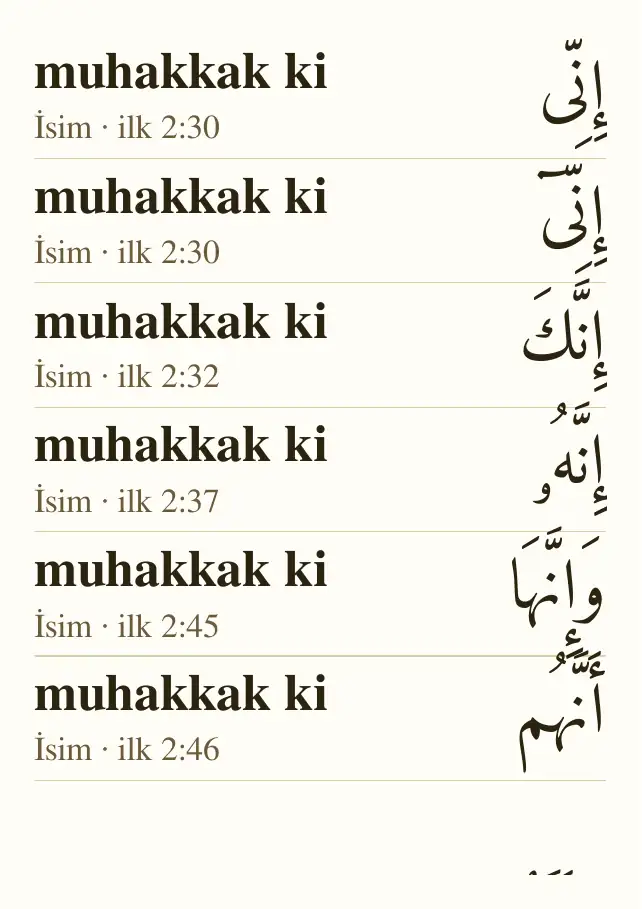 muhakkak ki إِنِّى
İsim · ilk 2:30
muhakkak ki إِنِّىٓ
İsim · ilk 2:30
muhakkak ki إِنَّكَ
İsim · ilk 2:32
muhakkak ki إِنَّهُۥ
İsim · ilk 2:37
muhakkak ki وَإِنَّهَا
İsim · ilk 2:45
muhakkak ki أَنَّهُم
İsim · ilk 2:46